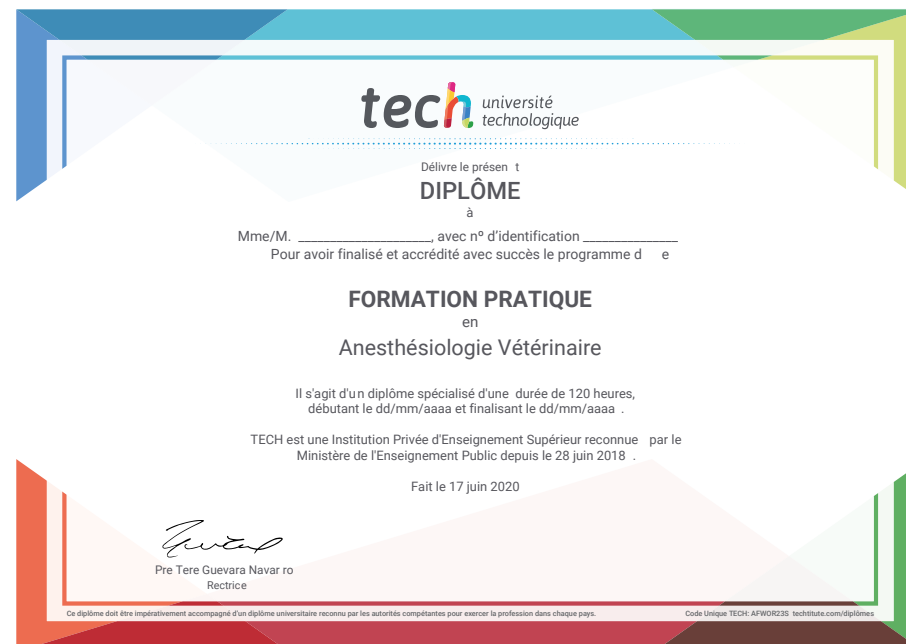 tech université
technologique
Délivre le présen t
DIPLÔME
à
Mme/M. ____________________, avec nº d'identification ______________
Pour avoir finalisé et accrédité avec succès le programme d e
FORMATION PRATIQUE
en
Anesthésiologie Vétérinaire
Il s'agit d'un diplôme spécialisé d'une durée de 120 heures,
débutant le dd/mm/aaaa et finalisant le dd/mm/aaaa .
TECH est une Institution Privée d'Enseignement Supérieur reconnue par le
Ministère de l'Enseignement Public depuis le 28 juin 2018 .
Fait le 17 juin 2020
Pre Tere Guevara Navar ro
Rectrice
Ce diplôme doit être impérativement accompagné d'un diplôme universitaire reconnu par les autorités compétentes pour exercer la profession dans chaque pays. Code Unique TECH: AFWOR23S techtitute.com/diplômes